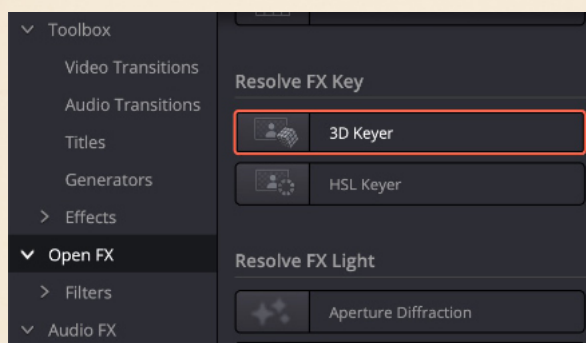 Toolbox
Video Transitions
Audio Transitions
Titles
Generators
Effects
Open FX
Filters
Audio FX
Resolve FX Key
3D Keyer
HSL Keyer
Resolve FX Light
Aperture Diffraction